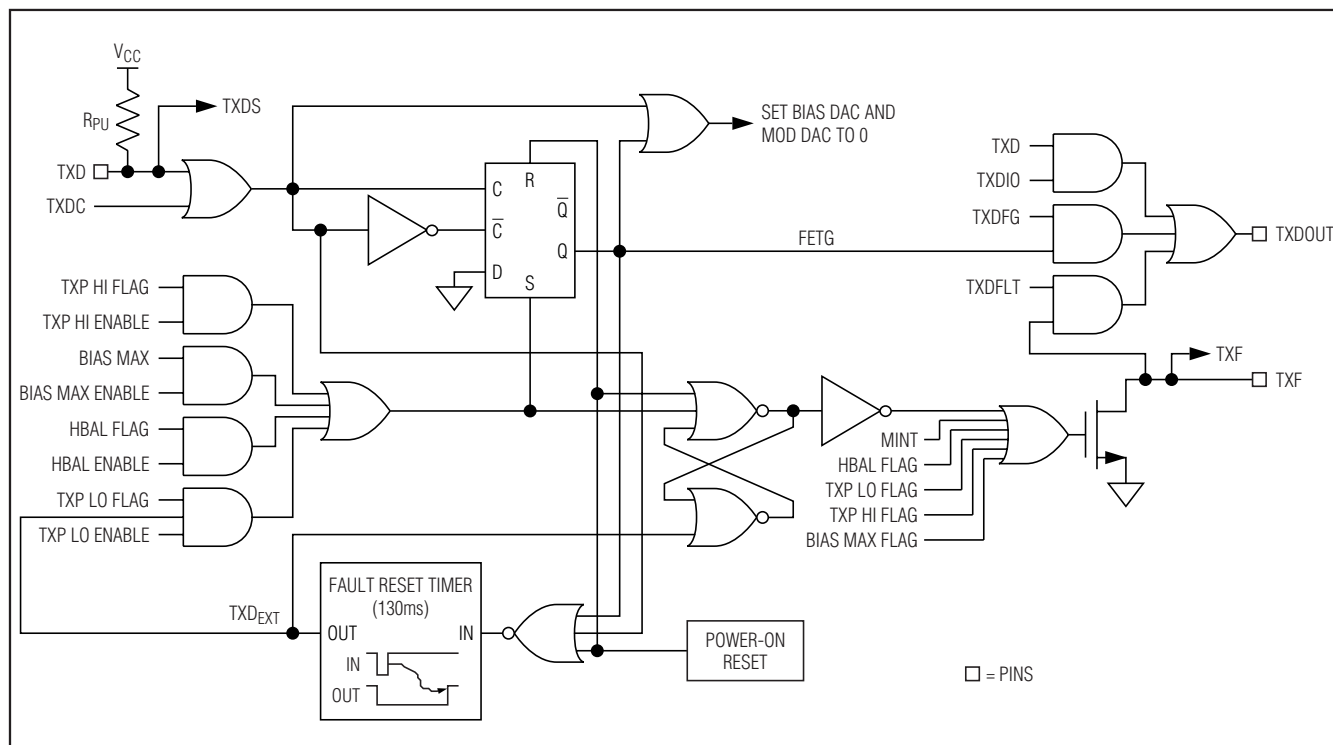 VCC
RPU
TXDS
TXD
TXDC
SET BIAS DAC AND
MOD DAC TO 0
R
C
C̅
D
S
Q̅
Q
FETG
TXD
TXDIO
TXDFG
TXDFLT
TXDOUT
TXP HI FLAG
TXP HI ENABLE
BIAS MAX
BIAS MAX ENABLE
HBAL FLAG
HBAL ENABLE
TXP LO FLAG
TXP LO ENABLE
TXF
TXF
MINT
HBAL FLAG
TXP LO FLAG
TXP HI FLAG
BIAS MAX FLAG
TXDEXT
FAULT RESET TIMER
(130ms)
OUT
IN
IN
OUT
POWER-ON
RESET
= PINS